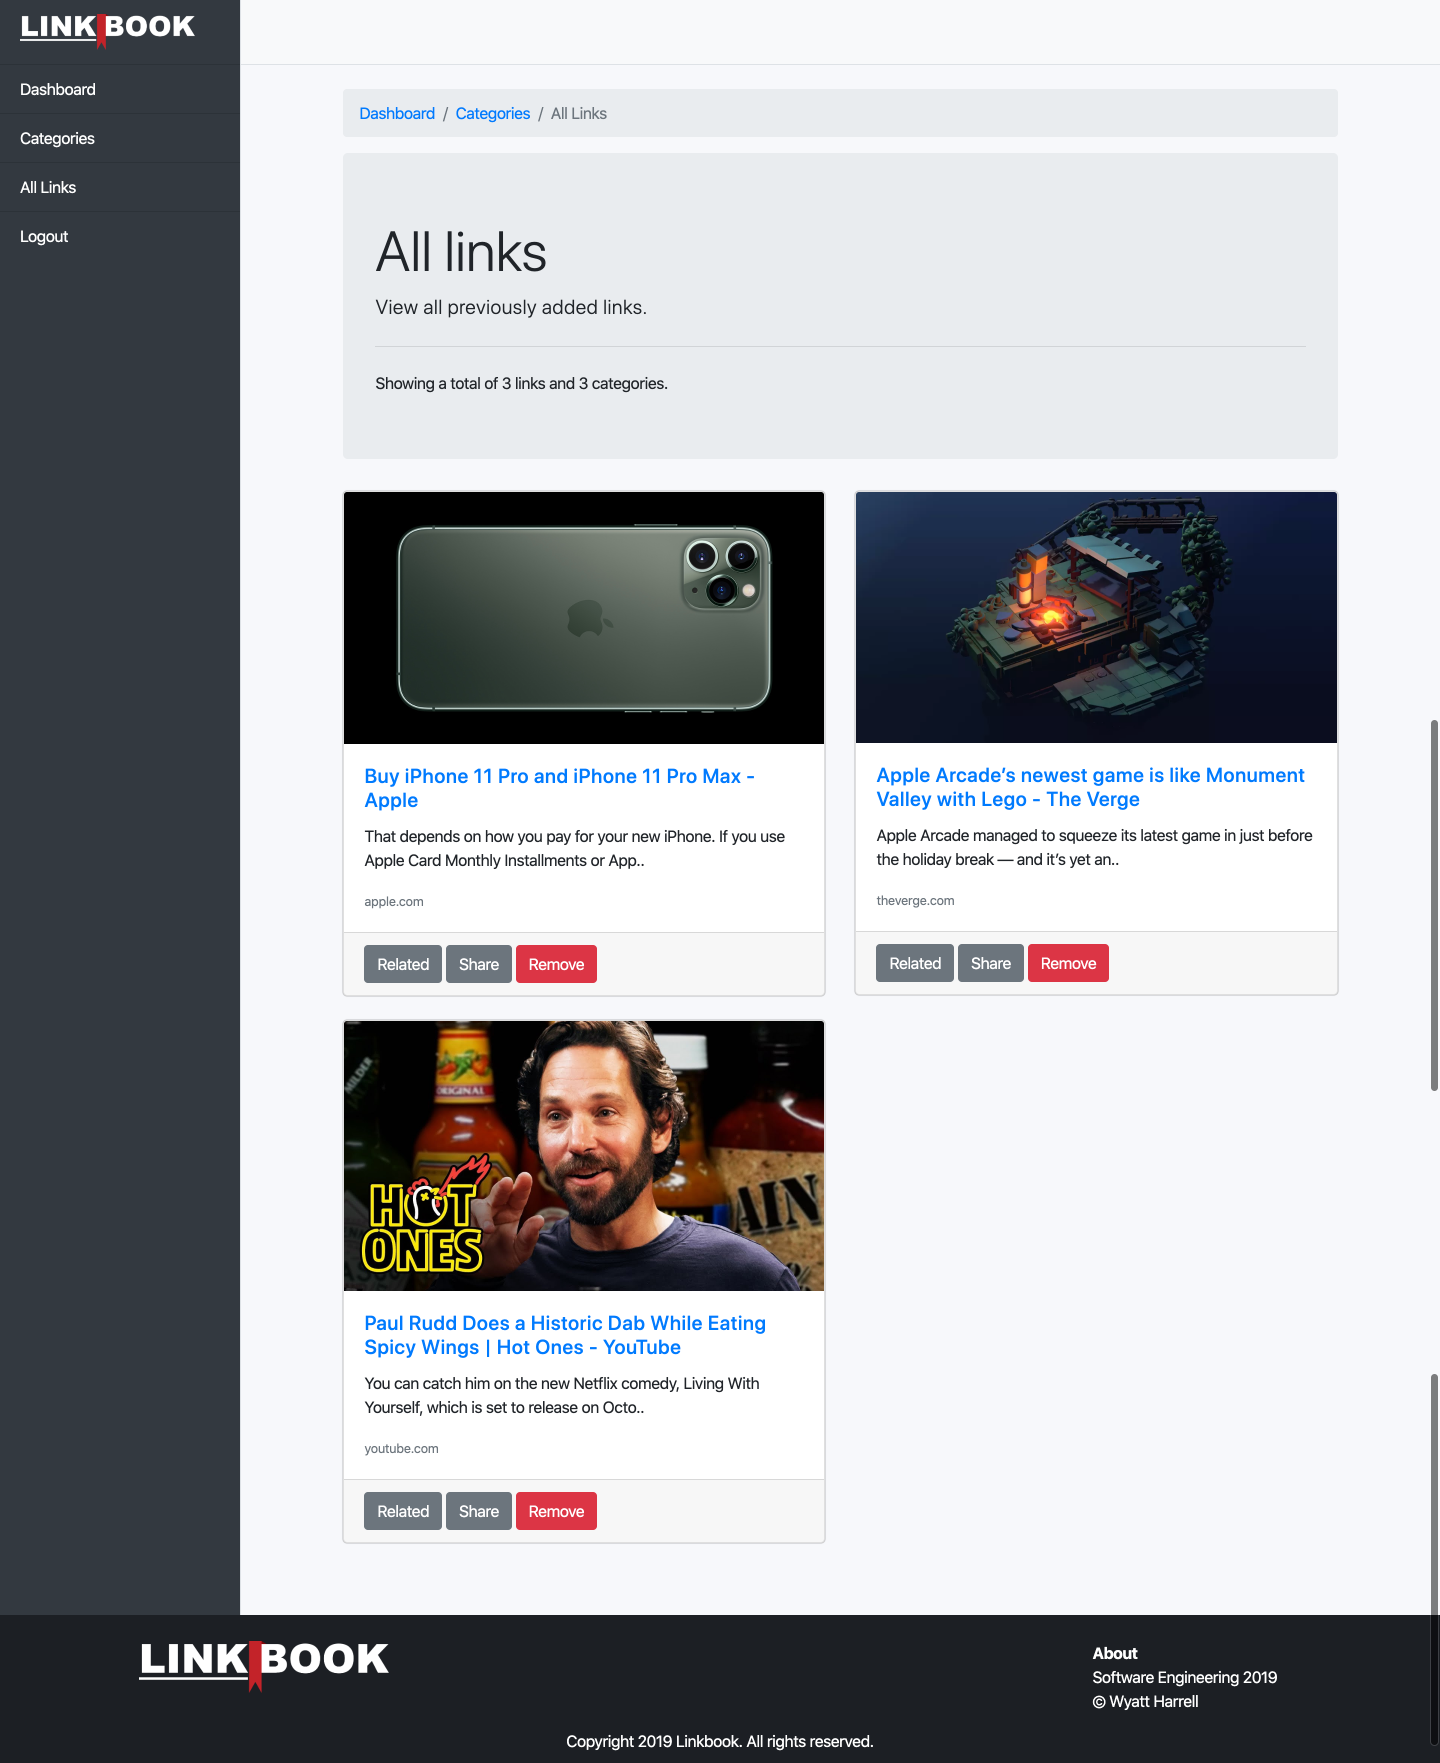 LINKBOOK
Dashboard
Categories
All Links
Logout
Dashboard / Categories / All Links
All links
View all previously added links.
Showing a total of 3 links and 3 categories.
Buy iPhone 11 Pro and iPhone 11 Pro Max -
Apple
That depends on how you pay for your new iPhone. If you use
Apple Card Monthly Installments or App..
apple.com
Related Share Remove
Apple Arcade’s newest game is like Monument
Valley with Lego - The Verge
Apple Arcade managed to squeeze its latest game in just before
the holiday break — and it’s yet an..
theverge.com
Related Share Remove
MILDER
ORIGINAL
AIN
HOT
ONES
Paul Rudd Does a Historic Dab While Eating
Spicy Wings | Hot Ones - YouTube
You can catch him on the new Netflix comedy, Living With
Yourself, which is set to release on Octo..
youtube.com
Related Share Remove
LINKBOOK
About
Software Engineering 2019
© Wyatt Harrell
Copyright 2019 Linkbook. All rights reserved.